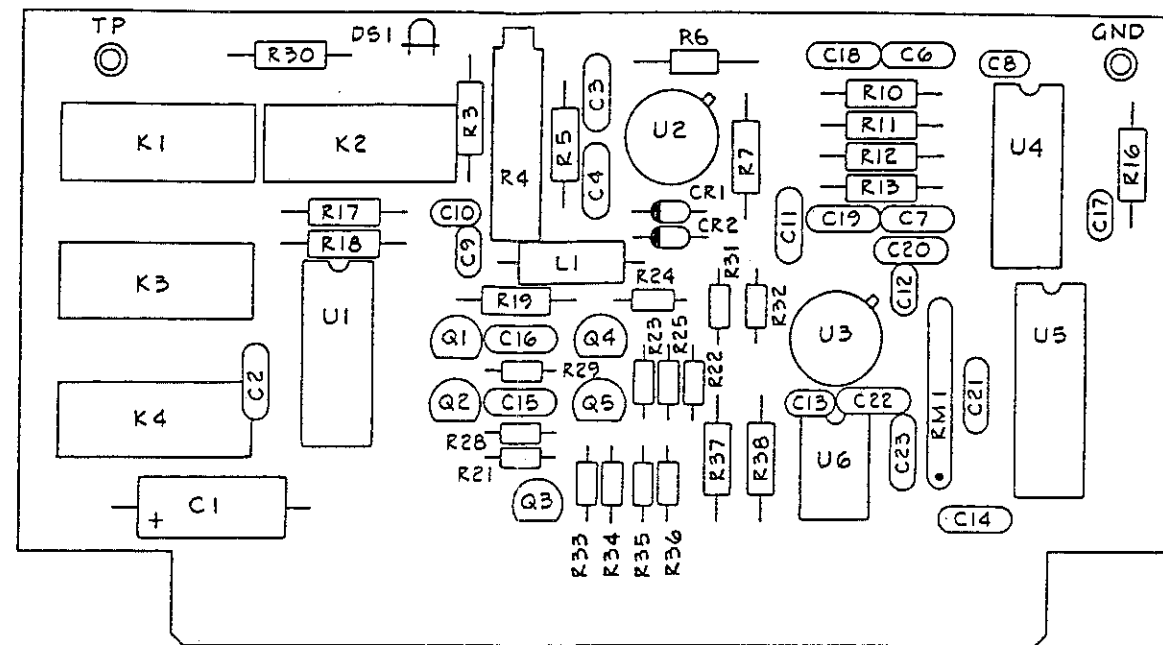 TP
DS1
R6
GND
R30
C18
C6
C8
K1
K2
R3
R4
R5
C3
C4
U2
R7
R10
R11
R12
R13
U4
R16
CR1
CR2
R17
C10
C11
C19
C7
C17
R18
C9
L1
C20
R31
K3
U1
R19
R24
R32
C12
U3
U5
Q1
C16
Q4
R23
R25
R22
R29
C2
K4
Q2
C15
Q5
C13
C22
RM1
C21
R28
R21
R37
R38
U6
C23
+
C1
Q3
C14
R33
R34
R35
R36